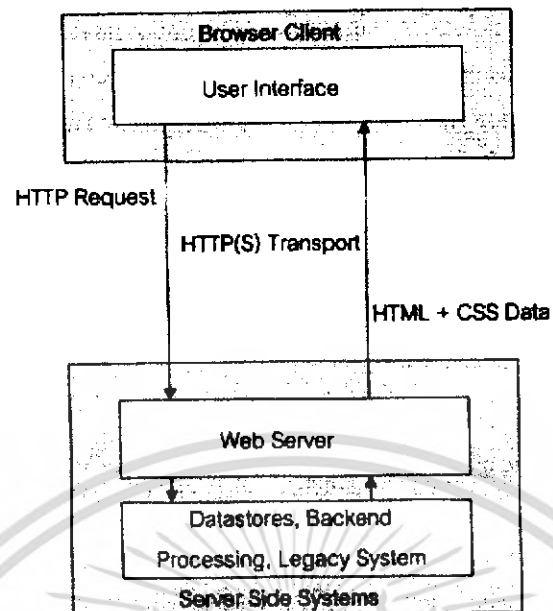 Browser Client
User Interface
HTTP Request
HTTP(S) Transport
HTML + CSS Data
Web Server
Datastores, Backend
Processing, Legacy System
Server Side Systems